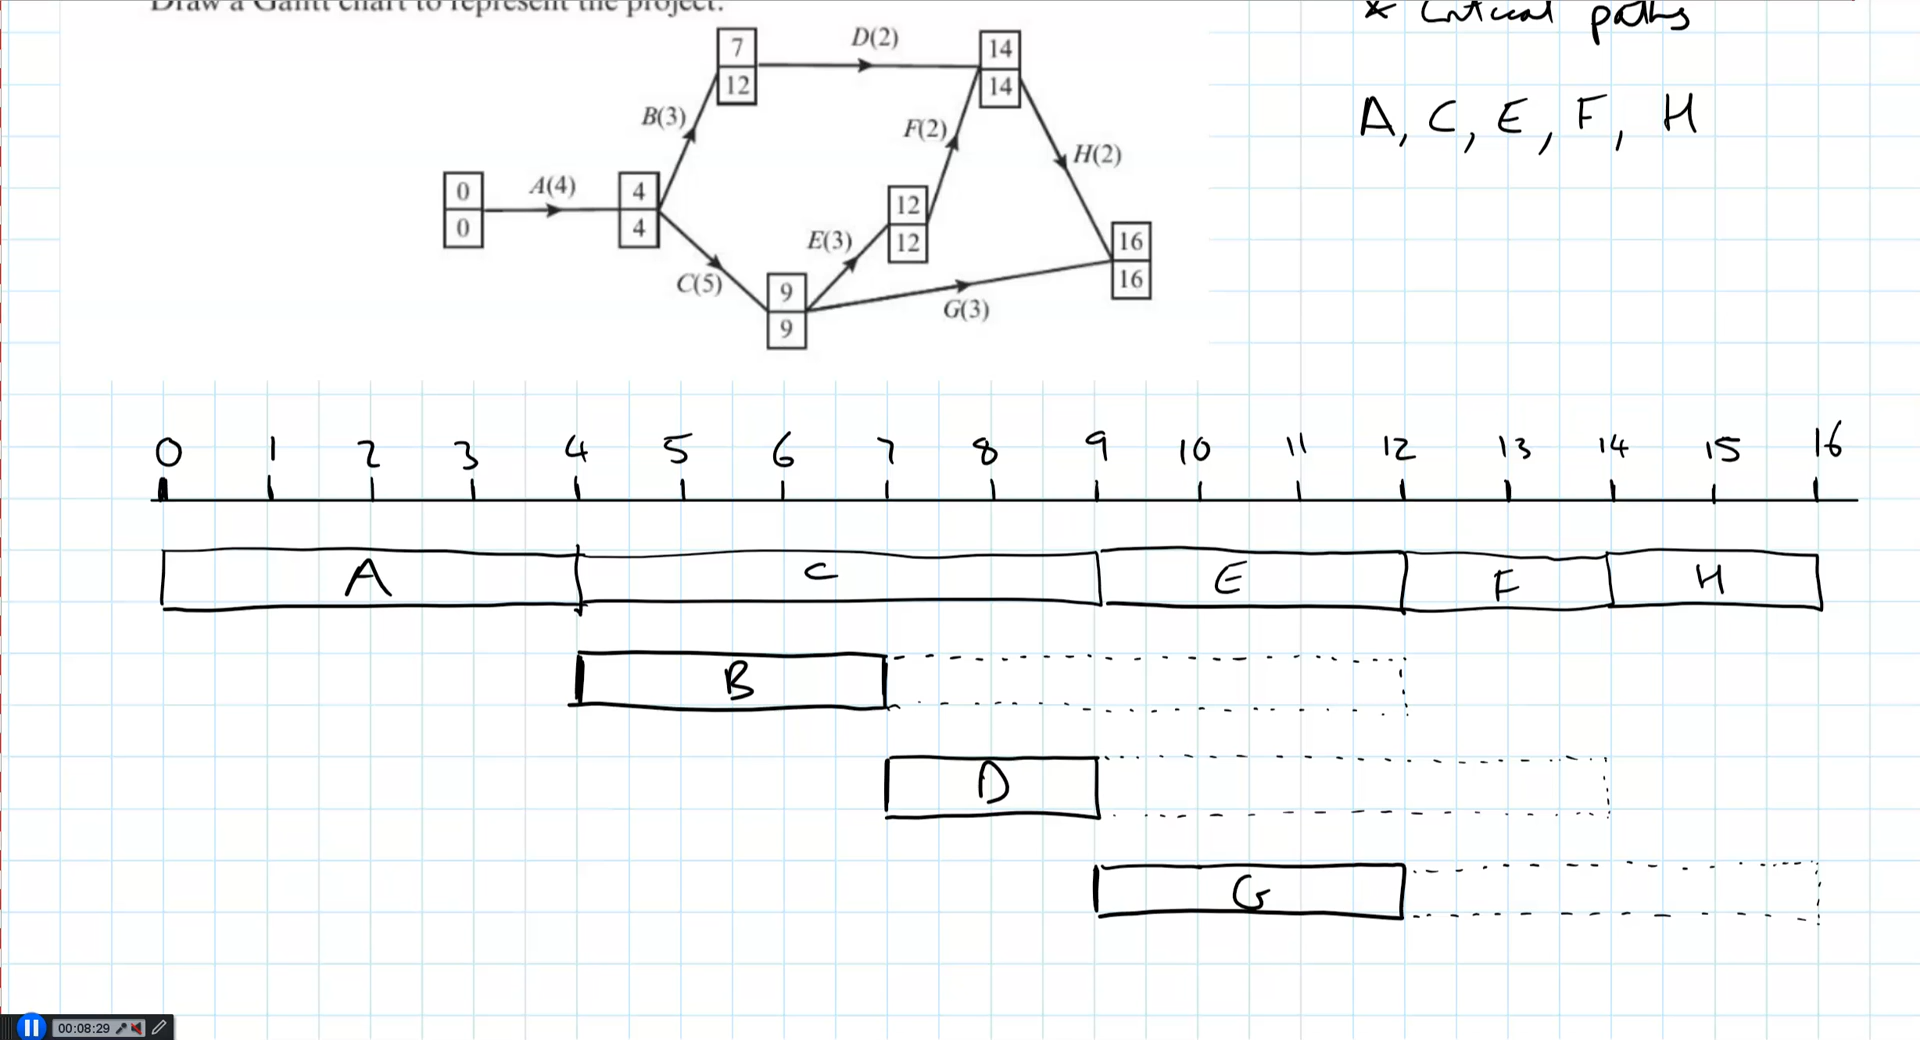 Draw a Gantt chart to represent the project.
* Critical paths
A, C, E, F, H
7
12
D(2)
14
14
B(3)
F(2)
H(2)
0
0
A(4)
4
4
12
12
E(3)
16
16
C(5)
9
9
G(3)
0 1 2 3 4 5 6 7 8 9 10 11 12 13 14 15 16
A C E F H
B
D
G
00:08:29